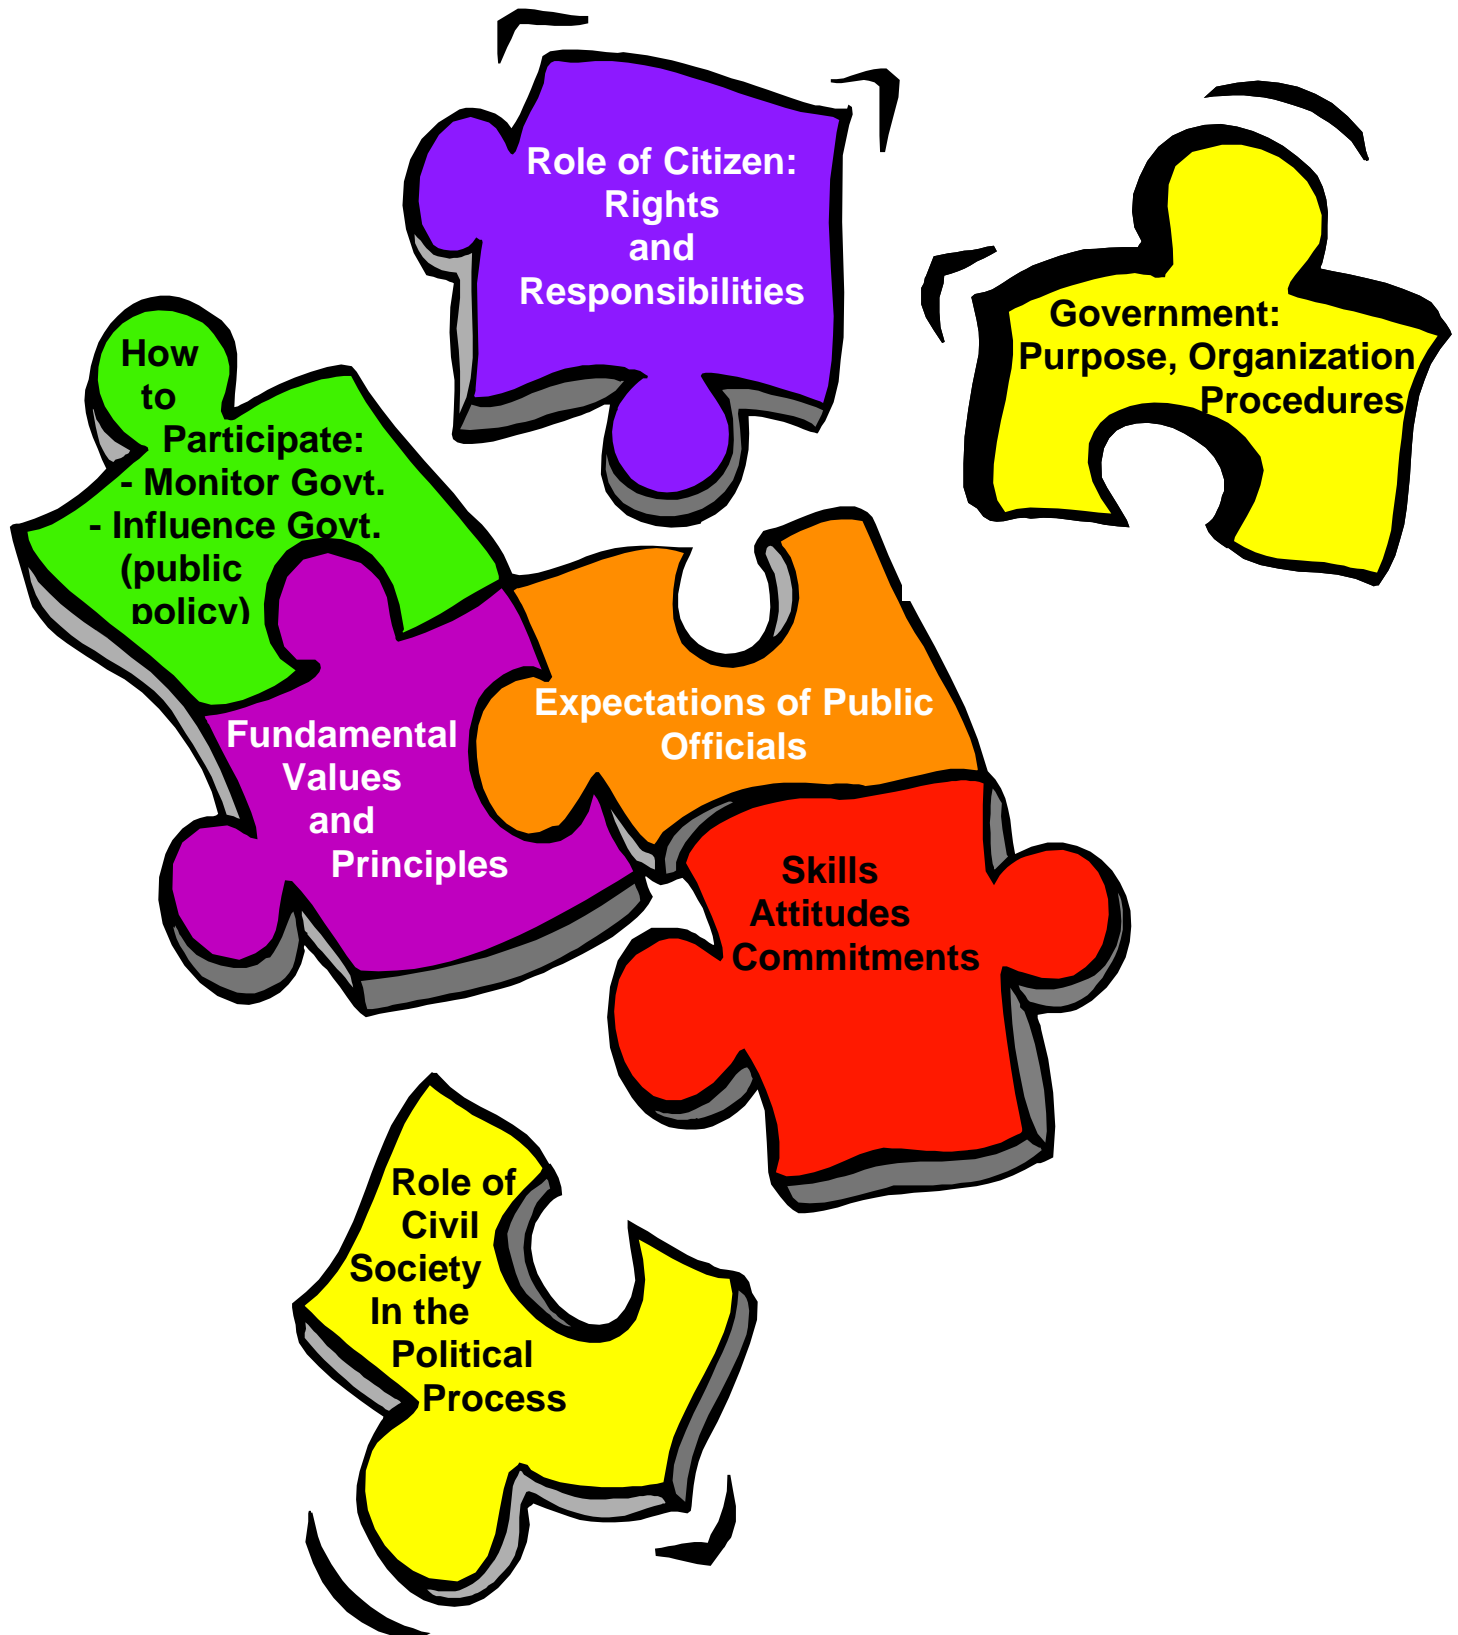 Role of Citizen:
Rights
and
Responsibilities
Government:
Purpose, Organization
Procedures
How
to
Participate:
- Monitor Govt.
- Influence Govt.
(public
policy)
Expectations of Public
Officials
Fundamental
Values
and
Principles
Skills
Attitudes
Commitments
Role of
Civil
Society
In the
Political
Process